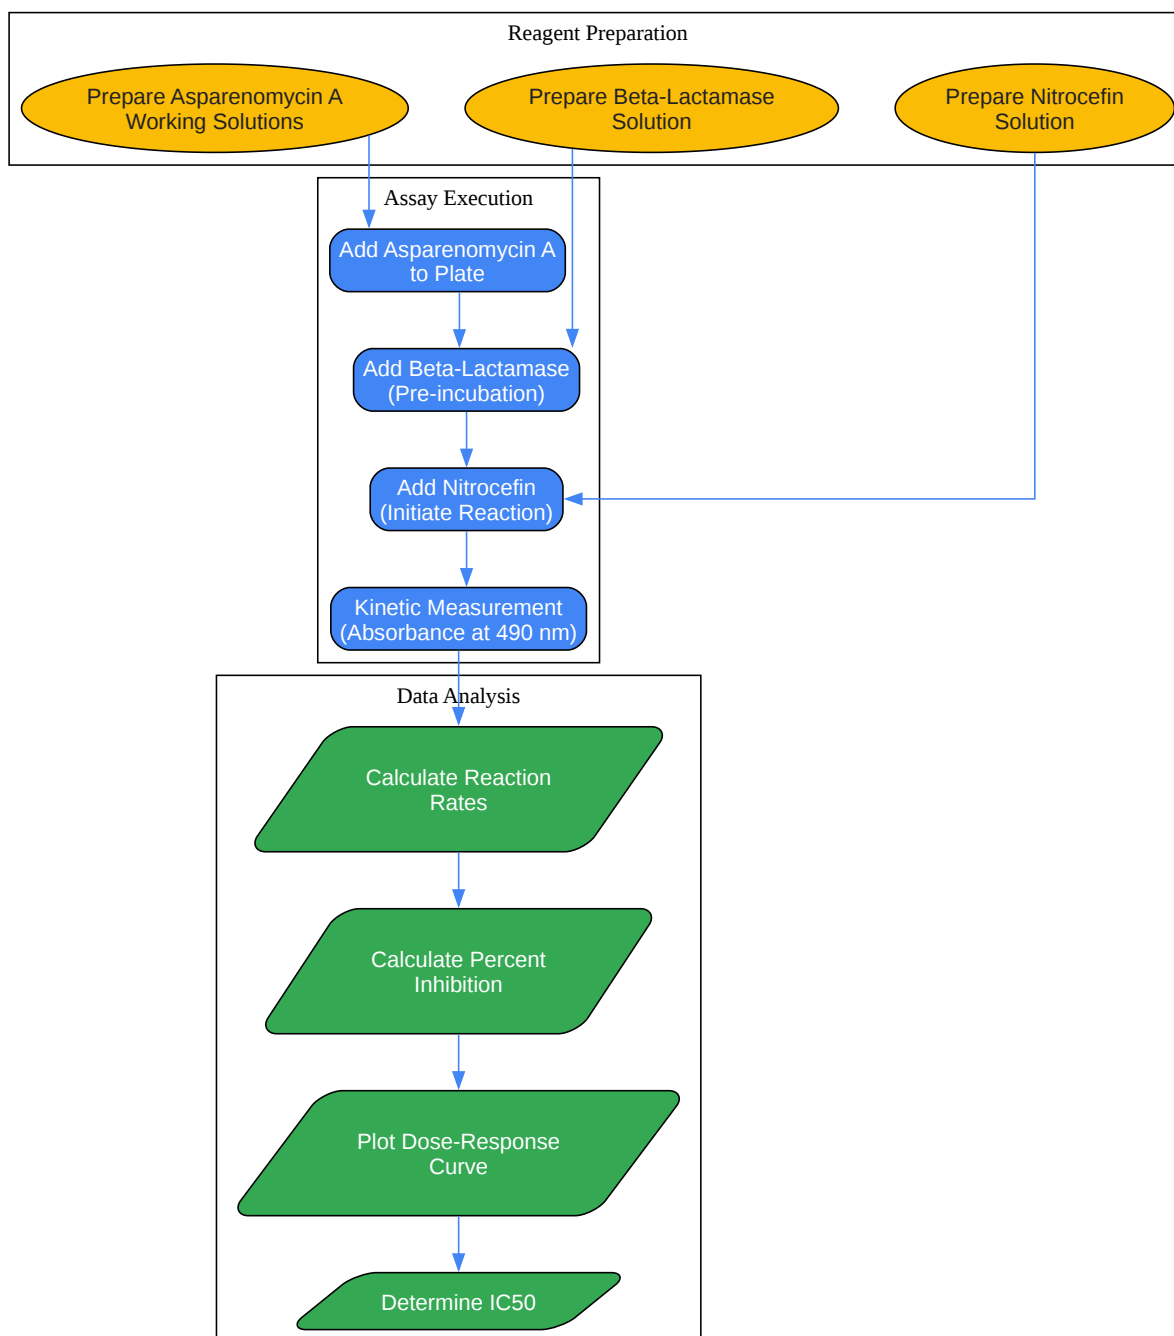 Reagent Preparation
Prepare Asparenomycin A
Working Solutions
Prepare Beta-Lactamase
Solution
Prepare Nitrocefin
Solution
Assay Execution
Add Asparenomycin A
to Plate
Add Beta-Lactamase
(Pre-incubation)
Add Nitrocefin
(Initiate Reaction)
Kinetic Measurement
(Absorbance at 490 nm)
Data Analysis
Calculate Reaction
Rates
Calculate Percent
Inhibition
Plot Dose-Response
Curve
Determine IC50